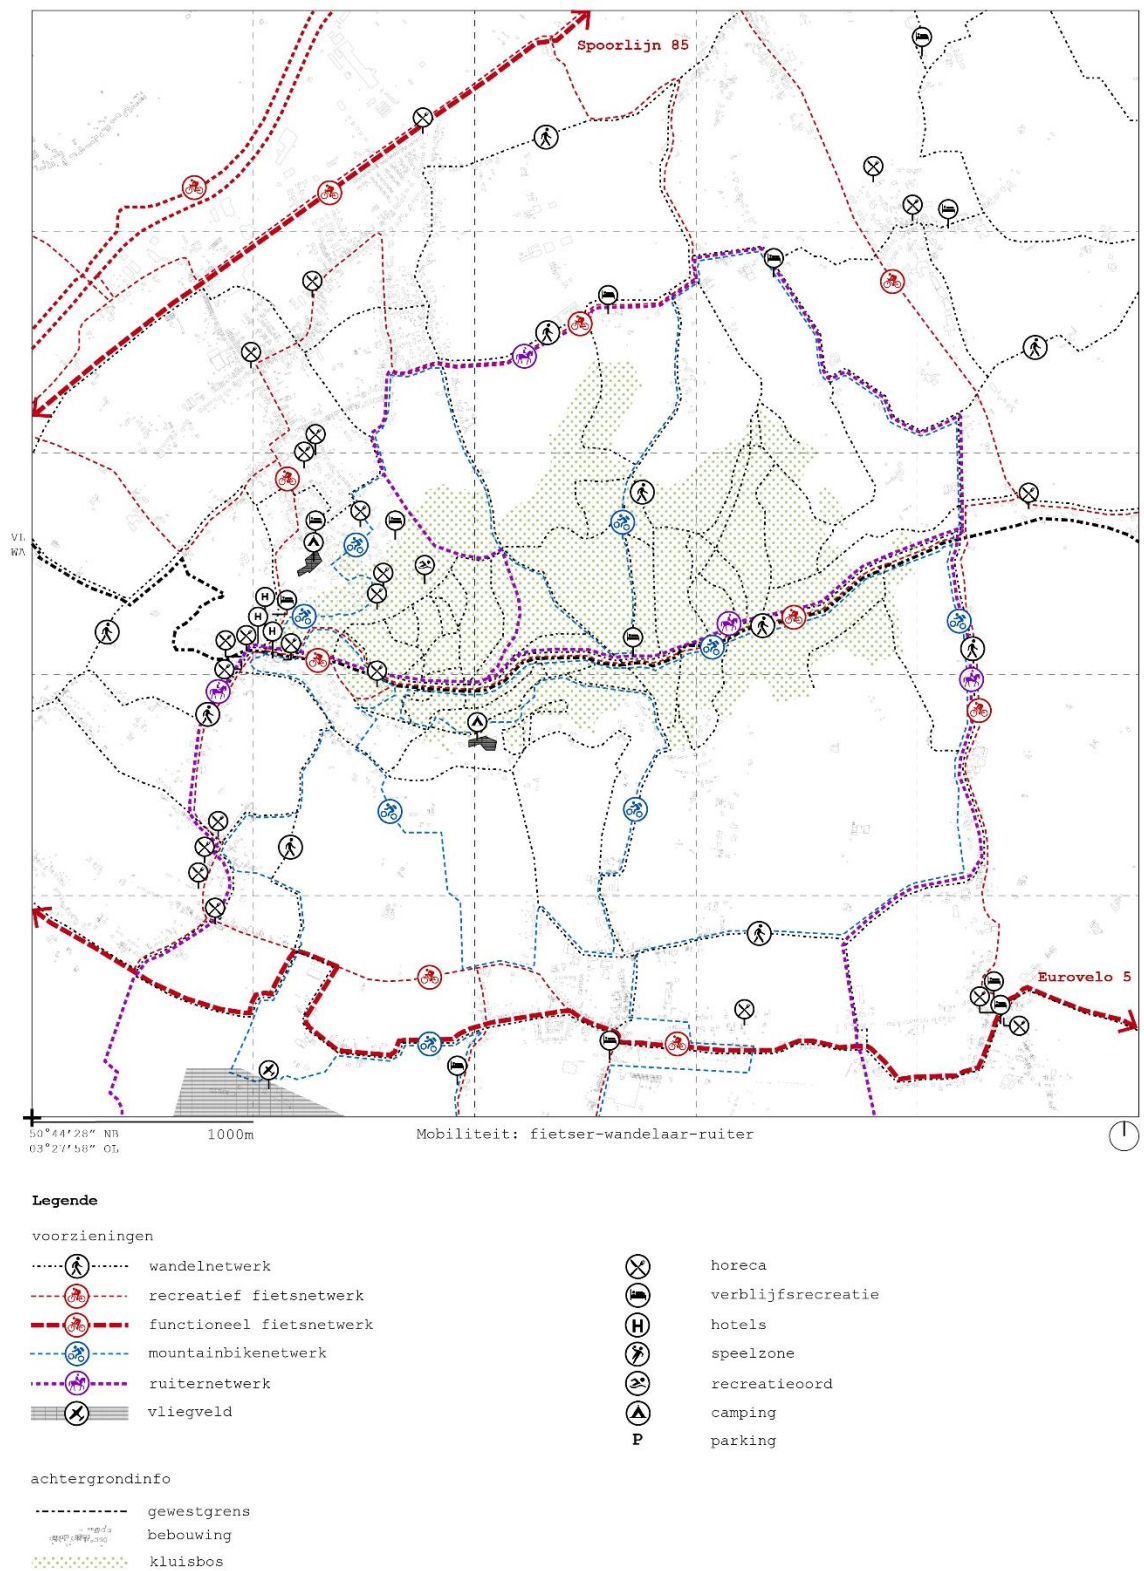 Spoorlijn 85
H
H
H
Eurovelo 5
50°44'28" NB
03°27'58" OL
1000m
Mobiliteit: fietser-wandelaar-ruiter
Legende
voorzieningen
wandelnetwerk
recreatief fietsnetwerk
functioneel fietsnetwerk
mountainbikenetwerk
ruiternetwerk
vliegveld
horeca
verblijfsrecreatie
H hotels
speelzone
recreatieoord
camping
P parking
achtergrondinfo
gewestgrens
bebouwing
kluisbos